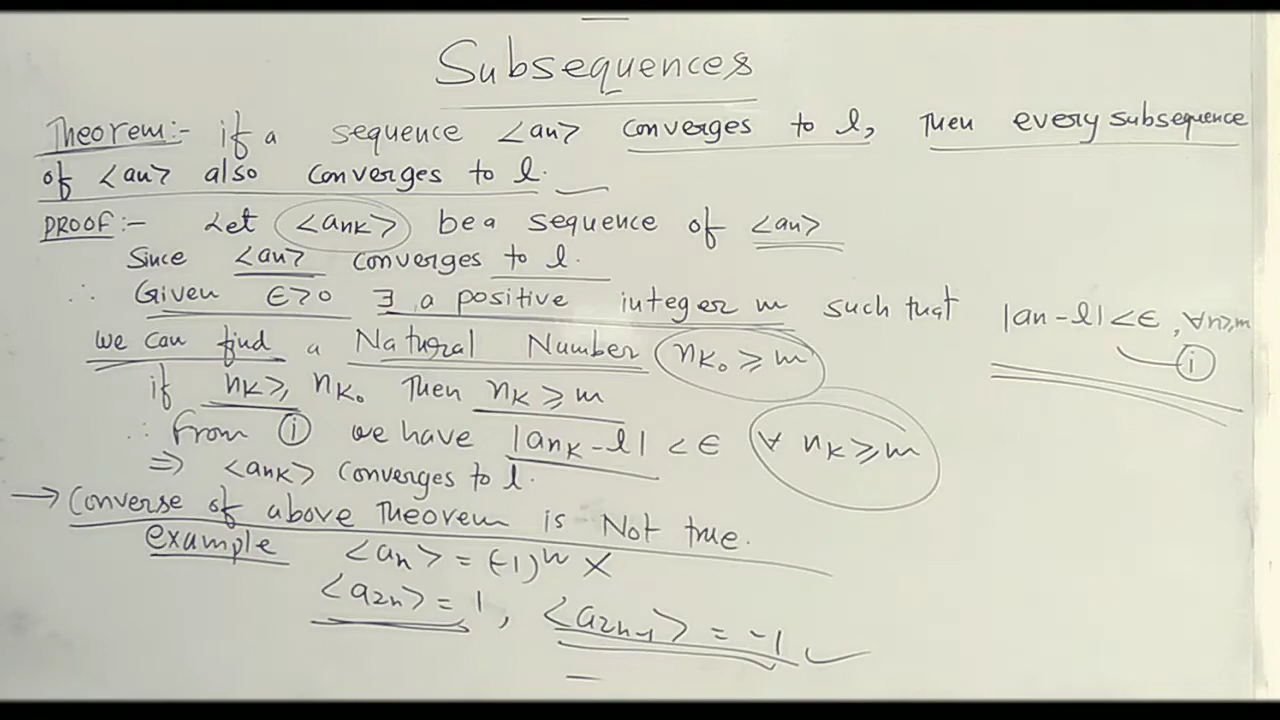 Subsequences
Theorem:- if a sequence <an> converges to l, Then every subsequence
of <an> also converges to l.
PROOF:- Let <ank> be a sequence of <an>
Since <an> converges to l.
∴ Given ϵ>0 ∃ a positive integer m such that |an-l|<ϵ, ∀n≥m
i
we can find a Natural Number nk₀ ≥ m
if nk ≥, nk₀ Then nk ≥ m
∴ From i we have |ank - l| < ϵ ∀ nk ≥ m
⇒ <ank> converges to l.
→ Converse of above Theorem is Not true.
example <an> = (-1)ⁿ ×
<a2n> = 1, <a2n-1> = -1 ✓